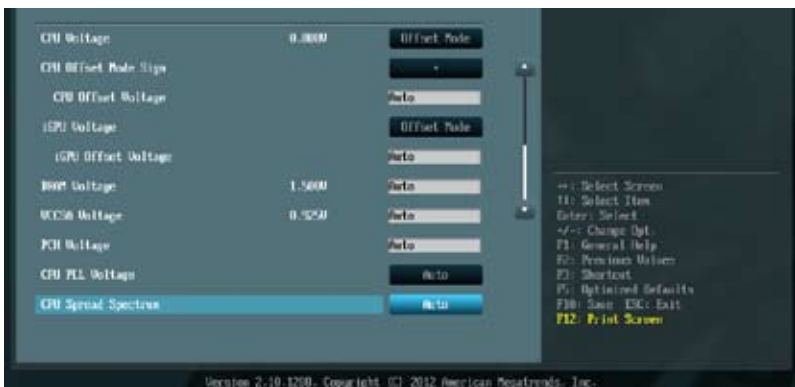 CPU Voltage 0.800V Offset Mode
CPU Offset Mode Sign
CPU Offset Voltage Auto
iGPU Voltage Offset Mode
iGPU Offset Voltage Auto
DRAM Voltage 1.500V Auto
VCCSA Voltage 0.925V Auto
PCH Voltage Auto
CPU PLL Voltage Auto
CPU Spread Spectrum Auto
: Select Screen
: Select Item
Enter: Select
+/-: Change Opt.
F1: General Help
F2: Previous Values
F3: Shortcut
F5: Optimized Defaults
F10: Save ESC: Exit
F12: Print Screen
Version 2.10.1208. Copyright (C) 2012 American Megatrends, Inc.